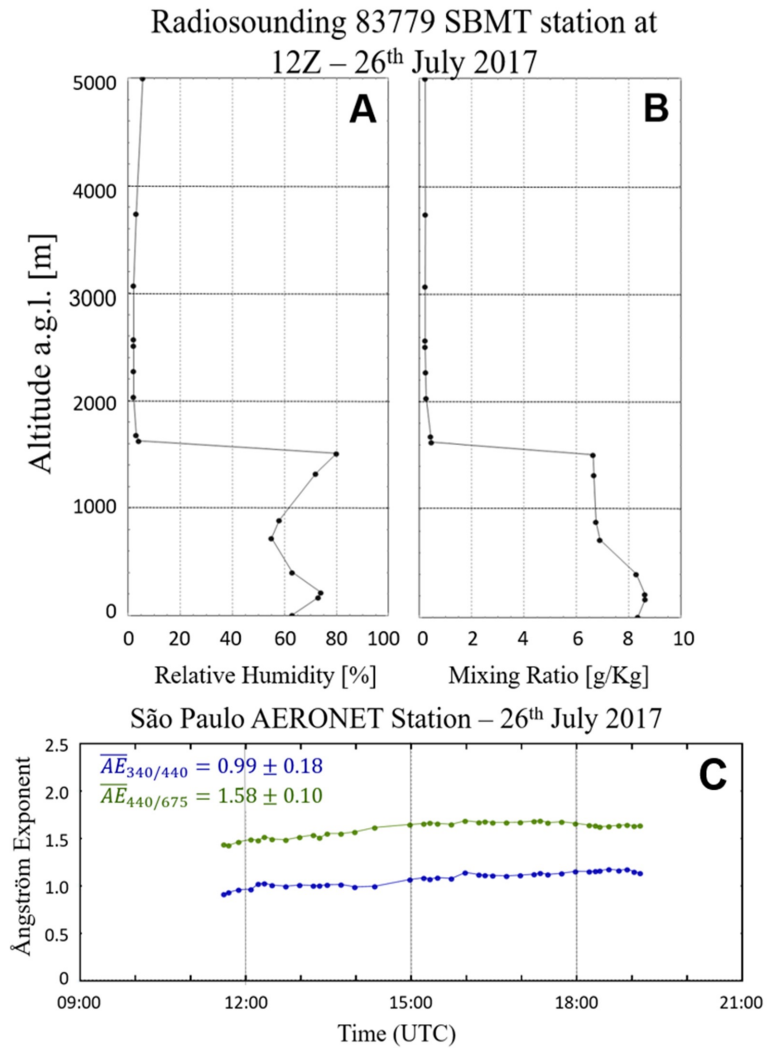 Radiosounding 83779 SBMT station at
12Z – 26th July 2017
A
B
5000
4000
3000
2000
1000
0
Altitude a.g.l. [m]
0 20 40 60 80 100
0 2 4 6 8 10
Relative Humidity [%]
Mixing Ratio [g/Kg]
São Paulo AERONET Station – 26th July 2017
C
AE340/440 = 0.99 ± 0.18
AE440/675 = 1.58 ± 0.10
2.5
2.0
1.5
1.0
0.5
0
Ångström Exponent
09:00 12:00 15:00 18:00 21:00
Time (UTC)